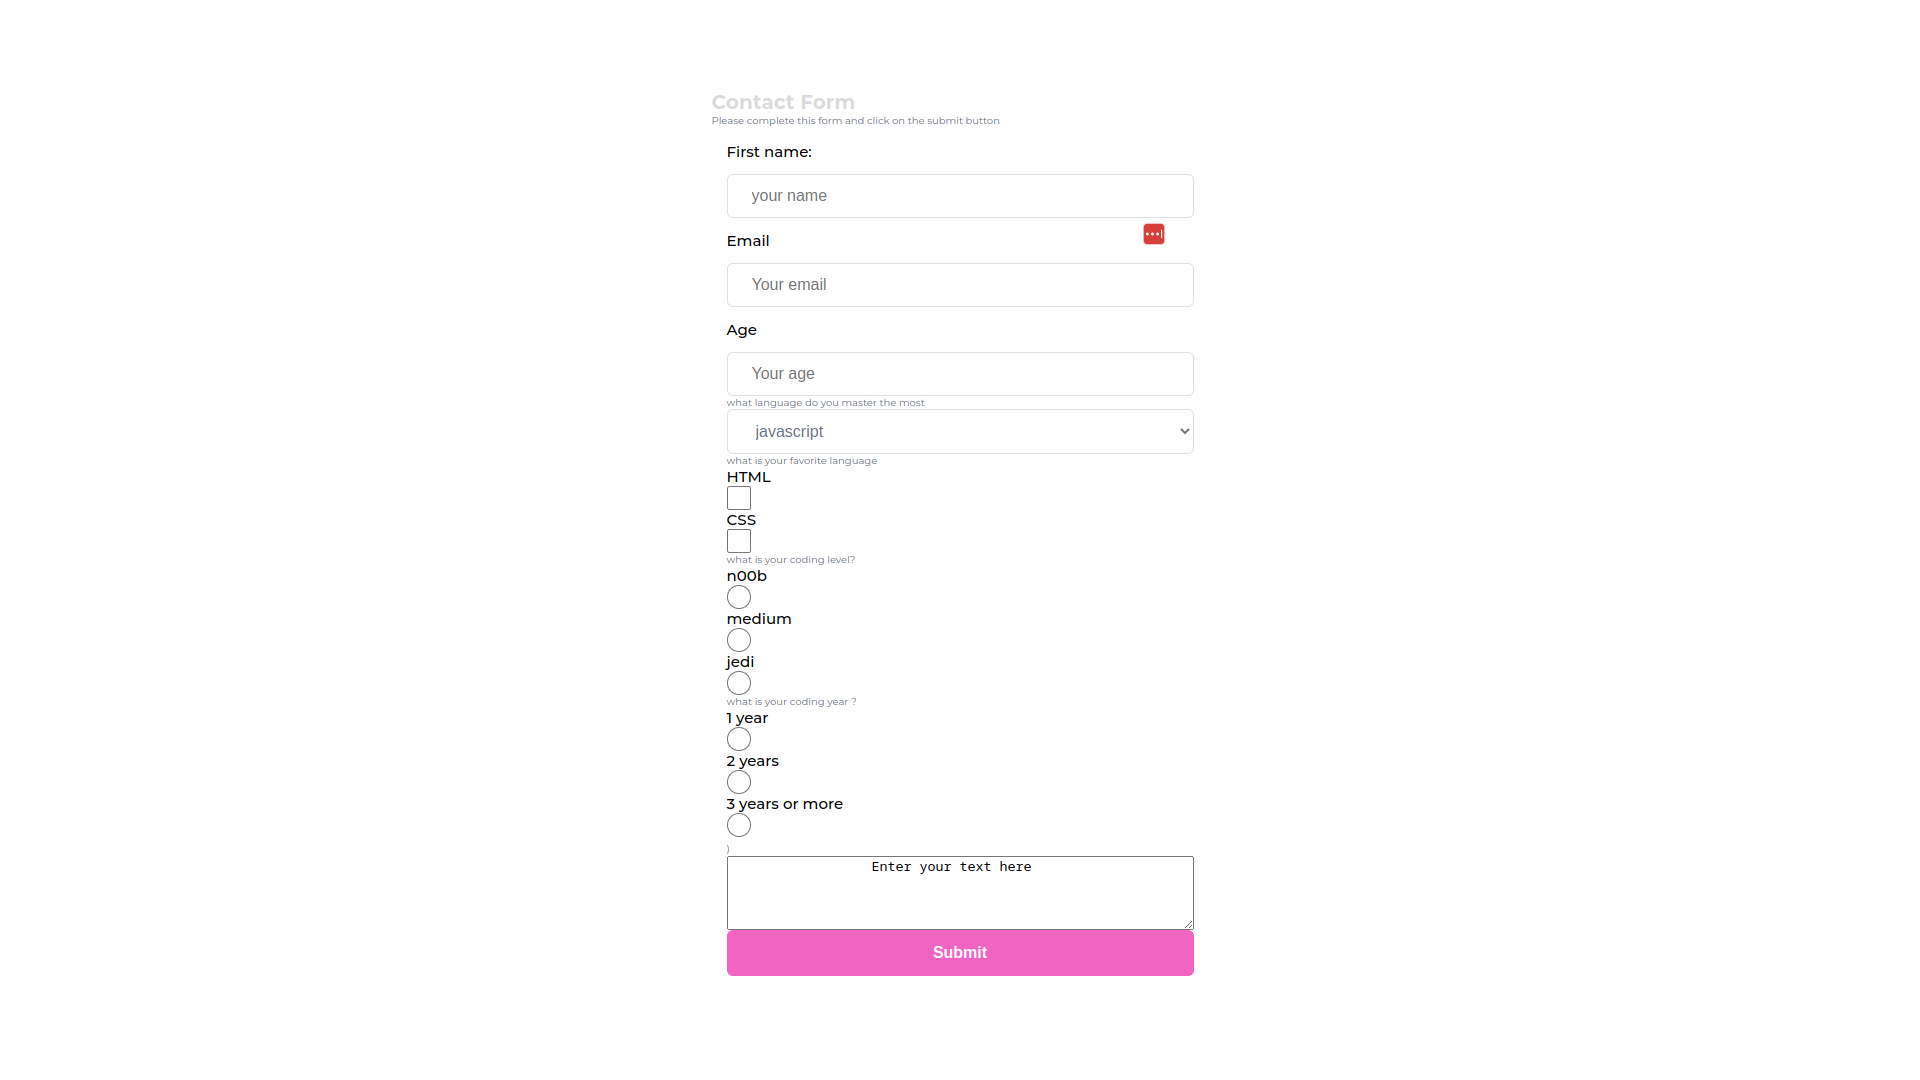 Contact Form
Please complete this form and click on the submit button
First name:
your name
Email
Your email
Age
Your age
what language do you master the most
javascript
what is your favorite language
HTML
CSS
what is your coding level?
n00b
medium
jedi
what is your coding year ?
1 year
2 years
3 years or more
)
Enter your text here
Submit